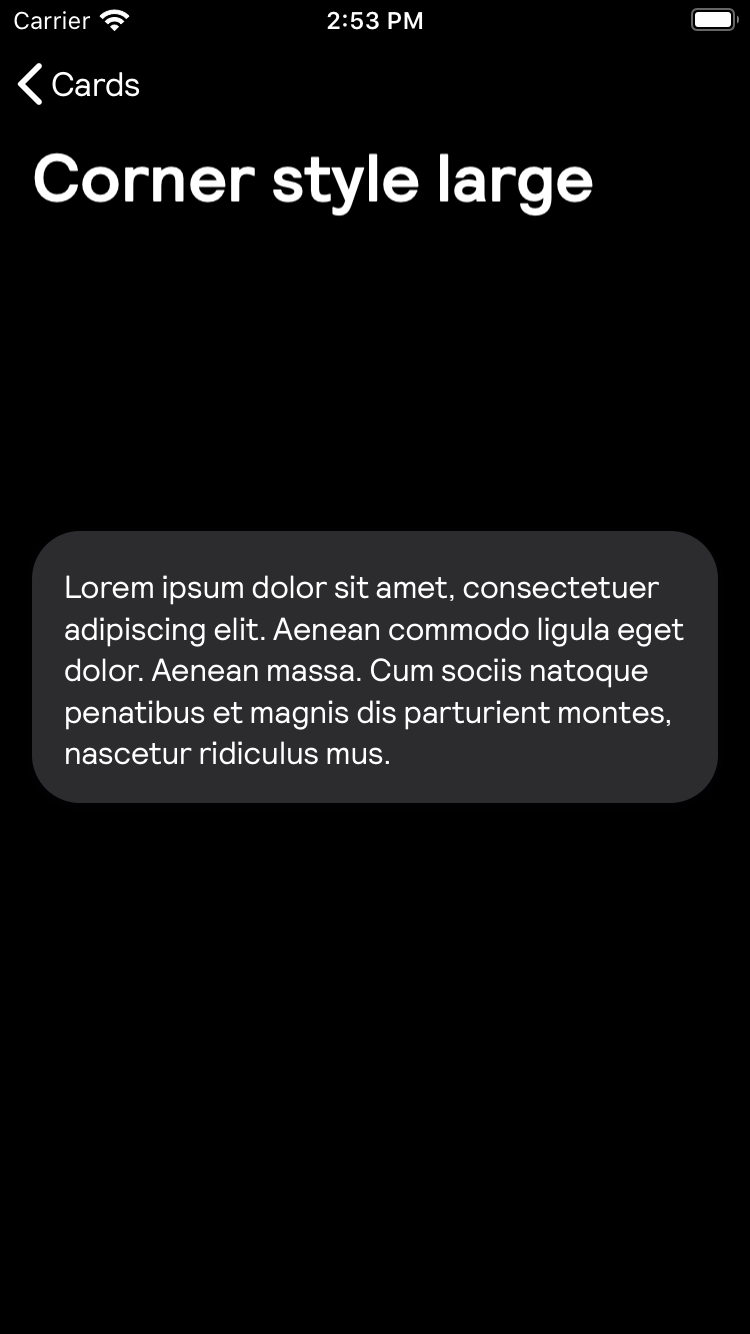 Carrier
2:53 PM
Cards
Corner style large
Lorem ipsum dolor sit amet, consectetuer
adipiscing elit. Aenean commodo ligula eget
dolor. Aenean massa. Cum sociis natoque
penatibus et magnis dis parturient montes,
nascetur ridiculus mus.